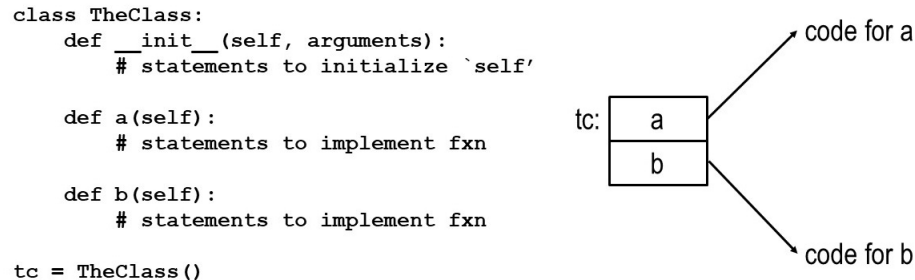 class TheClass:
    def __init__(self, arguments):
        # statements to initialize `self’

    def a(self):
        # statements to implement fxn

    def b(self):
        # statements to implement fxn

tc = TheClass()
code for a
tc:
a
b
code for b